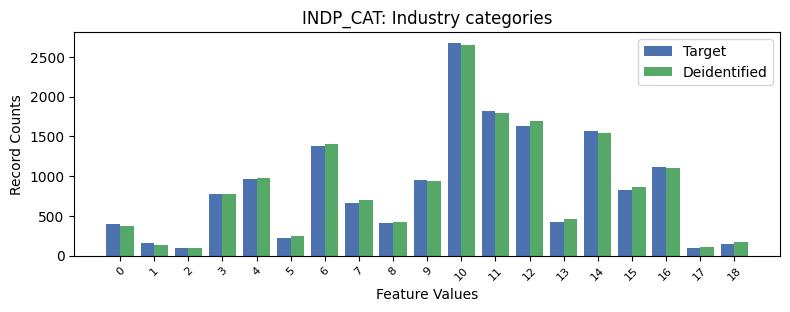 INDP_CAT: Industry categories
Target
Deidentified
Record Counts
2500
2000
1500
1000
500
0
0 1 2 3 4 5 6 7 8 9 10 11 12 13 14 15 16 17 18
Feature Values